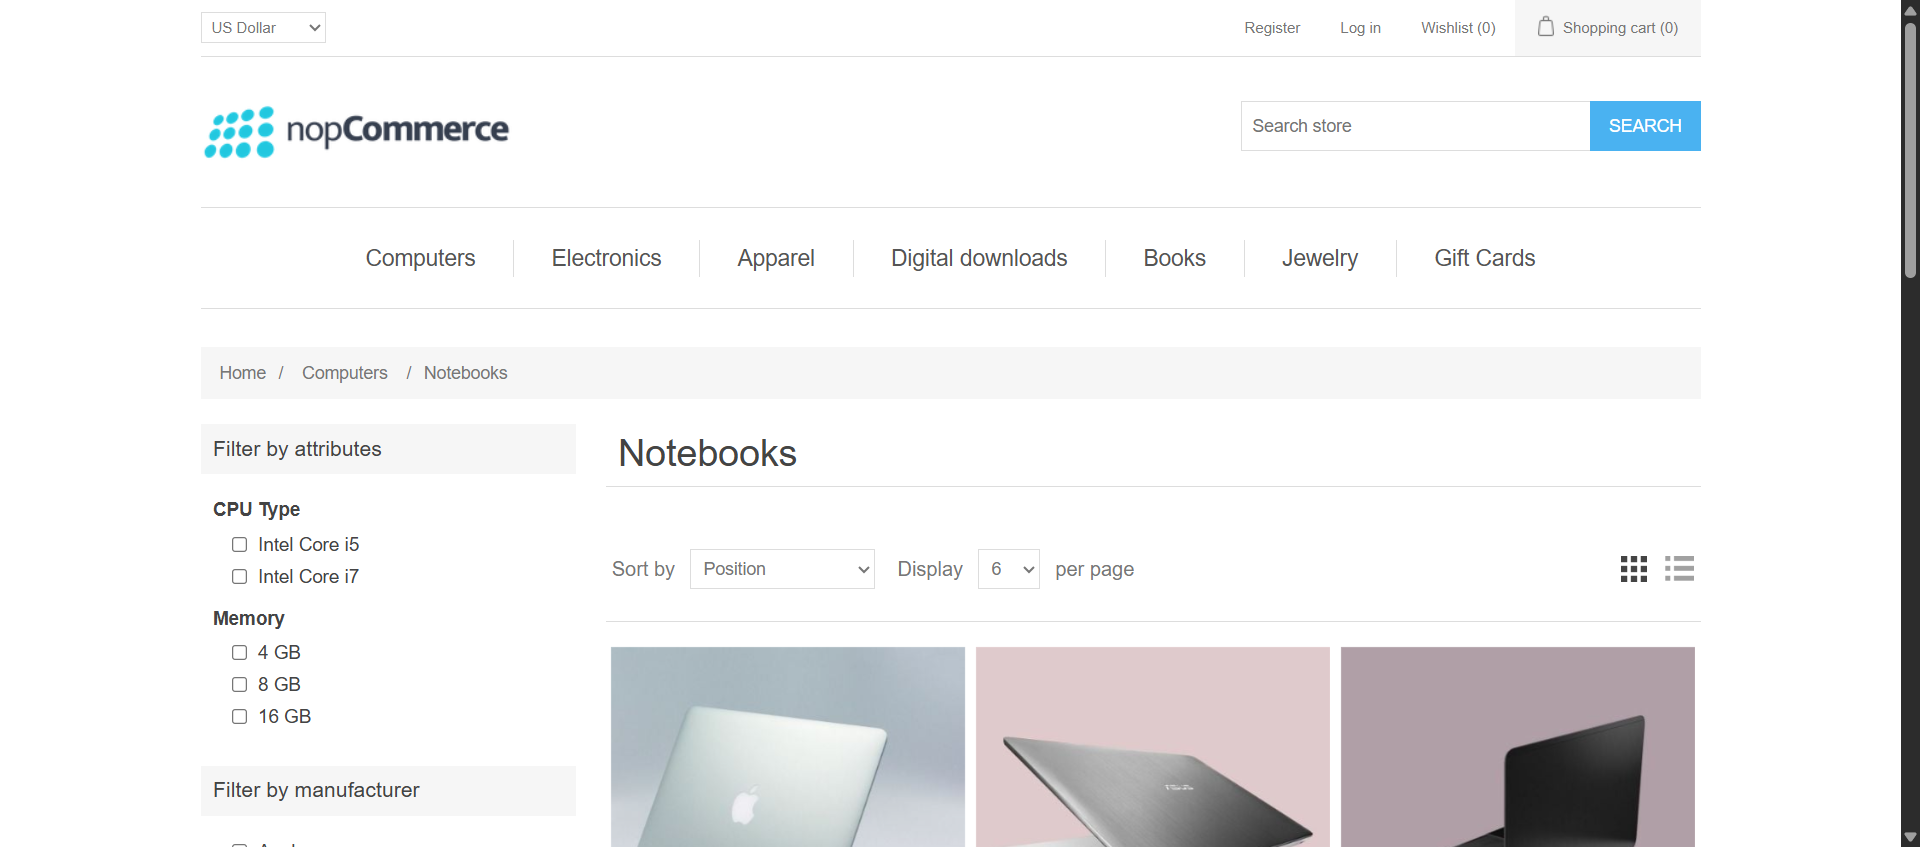 US Dollar
Register
Log in
Wishlist (0)
Shopping cart (0)
nopCommerce
Search store
SEARCH
Computers
Electronics
Apparel
Digital downloads
Books
Jewelry
Gift Cards
Home / Computers / Notebooks
Filter by attributes
CPU Type
Intel Core i5
Intel Core i7
Memory
4 GB
8 GB
16 GB
Filter by manufacturer
Notebooks
Sort by Position Display 6 per page